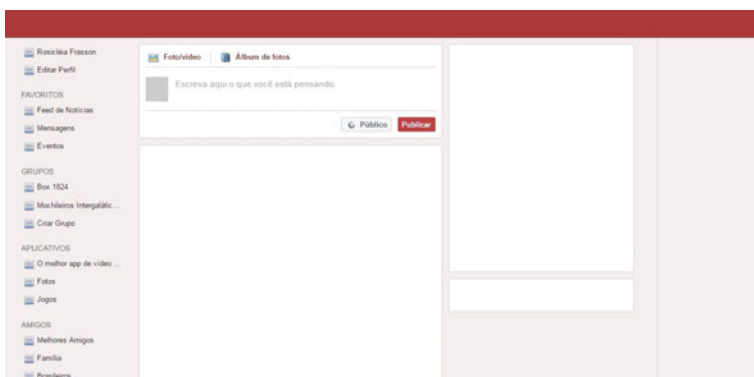 Rosicléia Frasson
Editar Perfil
FAVORITOS
Feed de Notícias
Mensagens
Eventos
GRUPOS
Box 1824
Mochileiros Intergalátic...
Criar Grupo
APLICATIVOS
O melhor app de vídeo ...
Fotos
Jogos
AMIGOS
Melhores Amigos
Família
Brasileiros
Foto/vídeo
Álbum de fotos
Escreva aqui o que você está pensando.
Público
Publicar